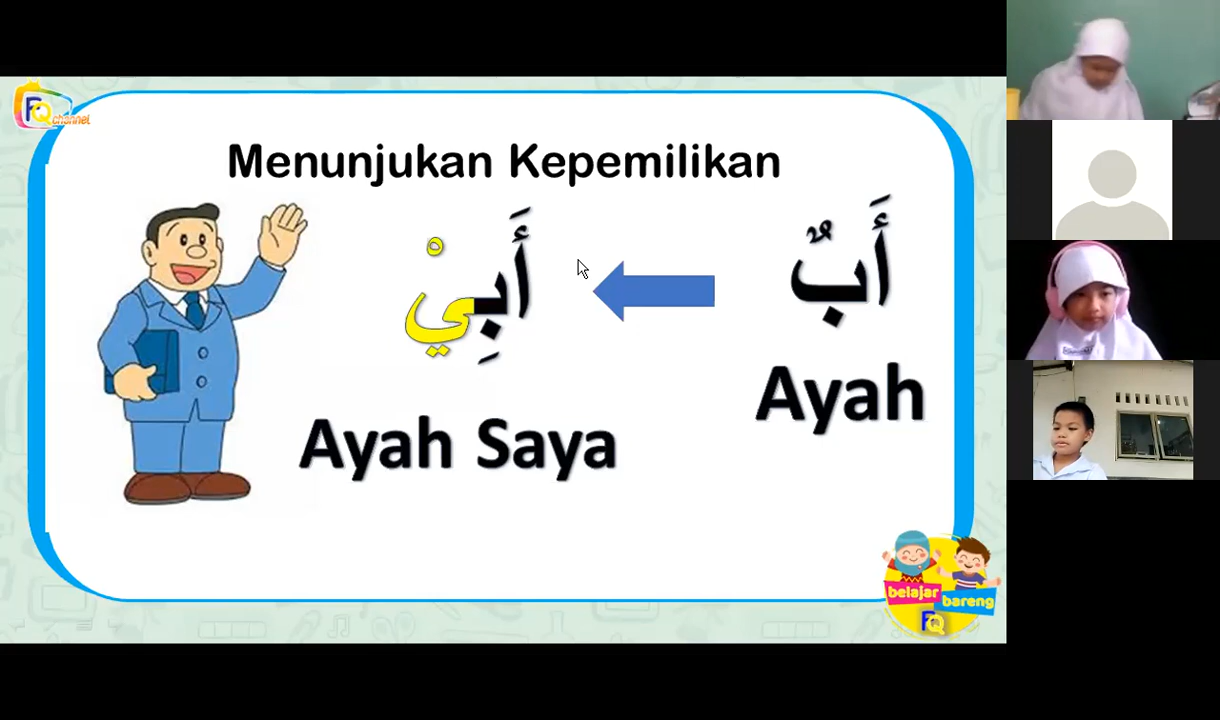 FQ channel
Menunjukan Kepemilikan
أَبٌ
أَبِيْ
Ayah
Ayah Saya
belajar
bareng
FQ